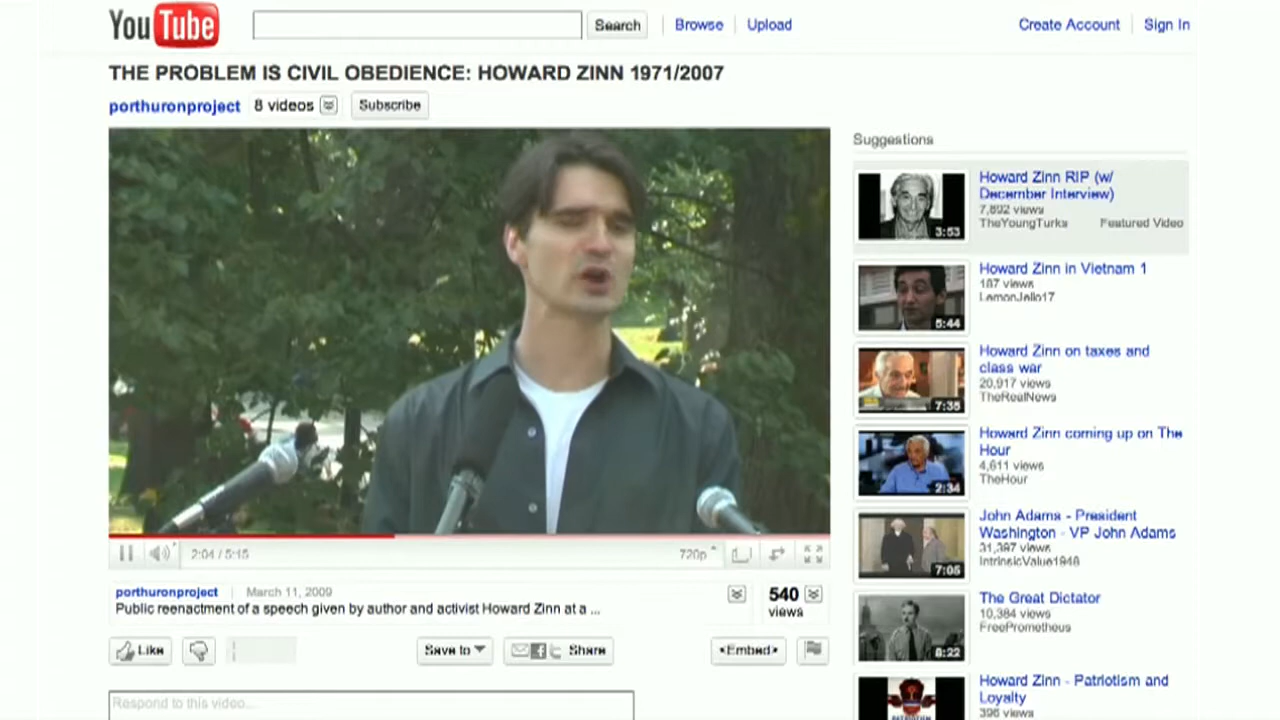 YouTube
Search
Browse
Upload
Create Account
Sign In
THE PROBLEM IS CIVIL OBEDIENCE: HOWARD ZINN 1971/2007
porthuronproject
8 videos
Subscribe
2:04 / 5:15
720p
porthuronproject
March 11, 2009
Public reenactment of a speech given by author and activist Howard Zinn at a ...
540
views
Like
Save to
Share
<Embed>
Respond to this video...
Suggestions
3:53
Howard Zinn RIP (w/
December Interview)
7,892 views
TheYoungTurks
Featured Video
5:44
Howard Zinn in Vietnam 1
187 views
LemonJello17
7:35
Howard Zinn on taxes and
class war
20,917 views
TheRealNews
2:34
Howard Zinn coming up on The
Hour
4,611 views
TheHour
7:05
John Adams - President
Washington - VP John Adams
31,397 views
IntrinsicValue1948
8:22
The Great Dictator
10,384 views
FreePrometheus
Howard Zinn - Patriotism and
Loyalty
396 views